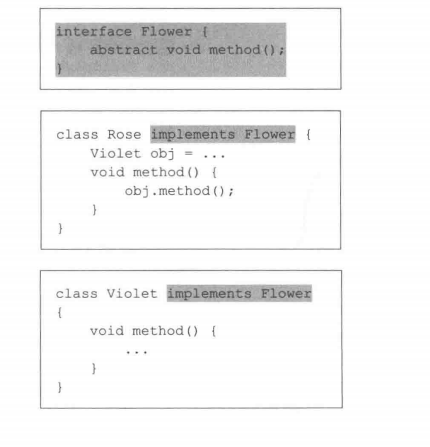 interface Flower {
    abstract void method();
}
class Rose implements Flower {
    Violet obj = ...
    void method() {
        obj.method();
    }
}
class Violet implements Flower
{
    void method() {
        ...
    }
}